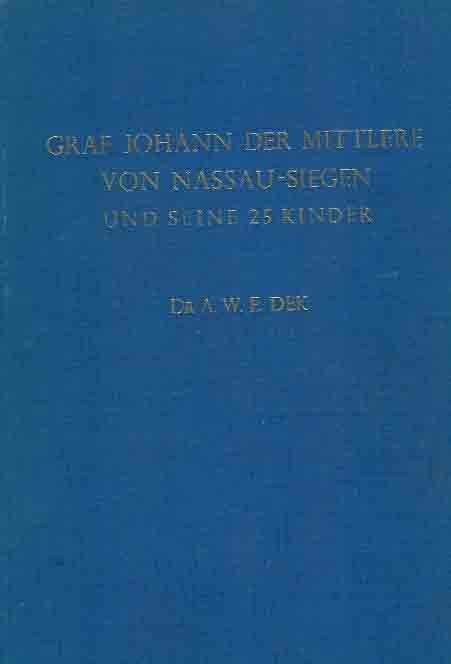 GRAF JOHANN DER MITTLERE
VON NASSAU-SIEGEN
UND SEINE 25 KINDER
DR A. W. E. DEK